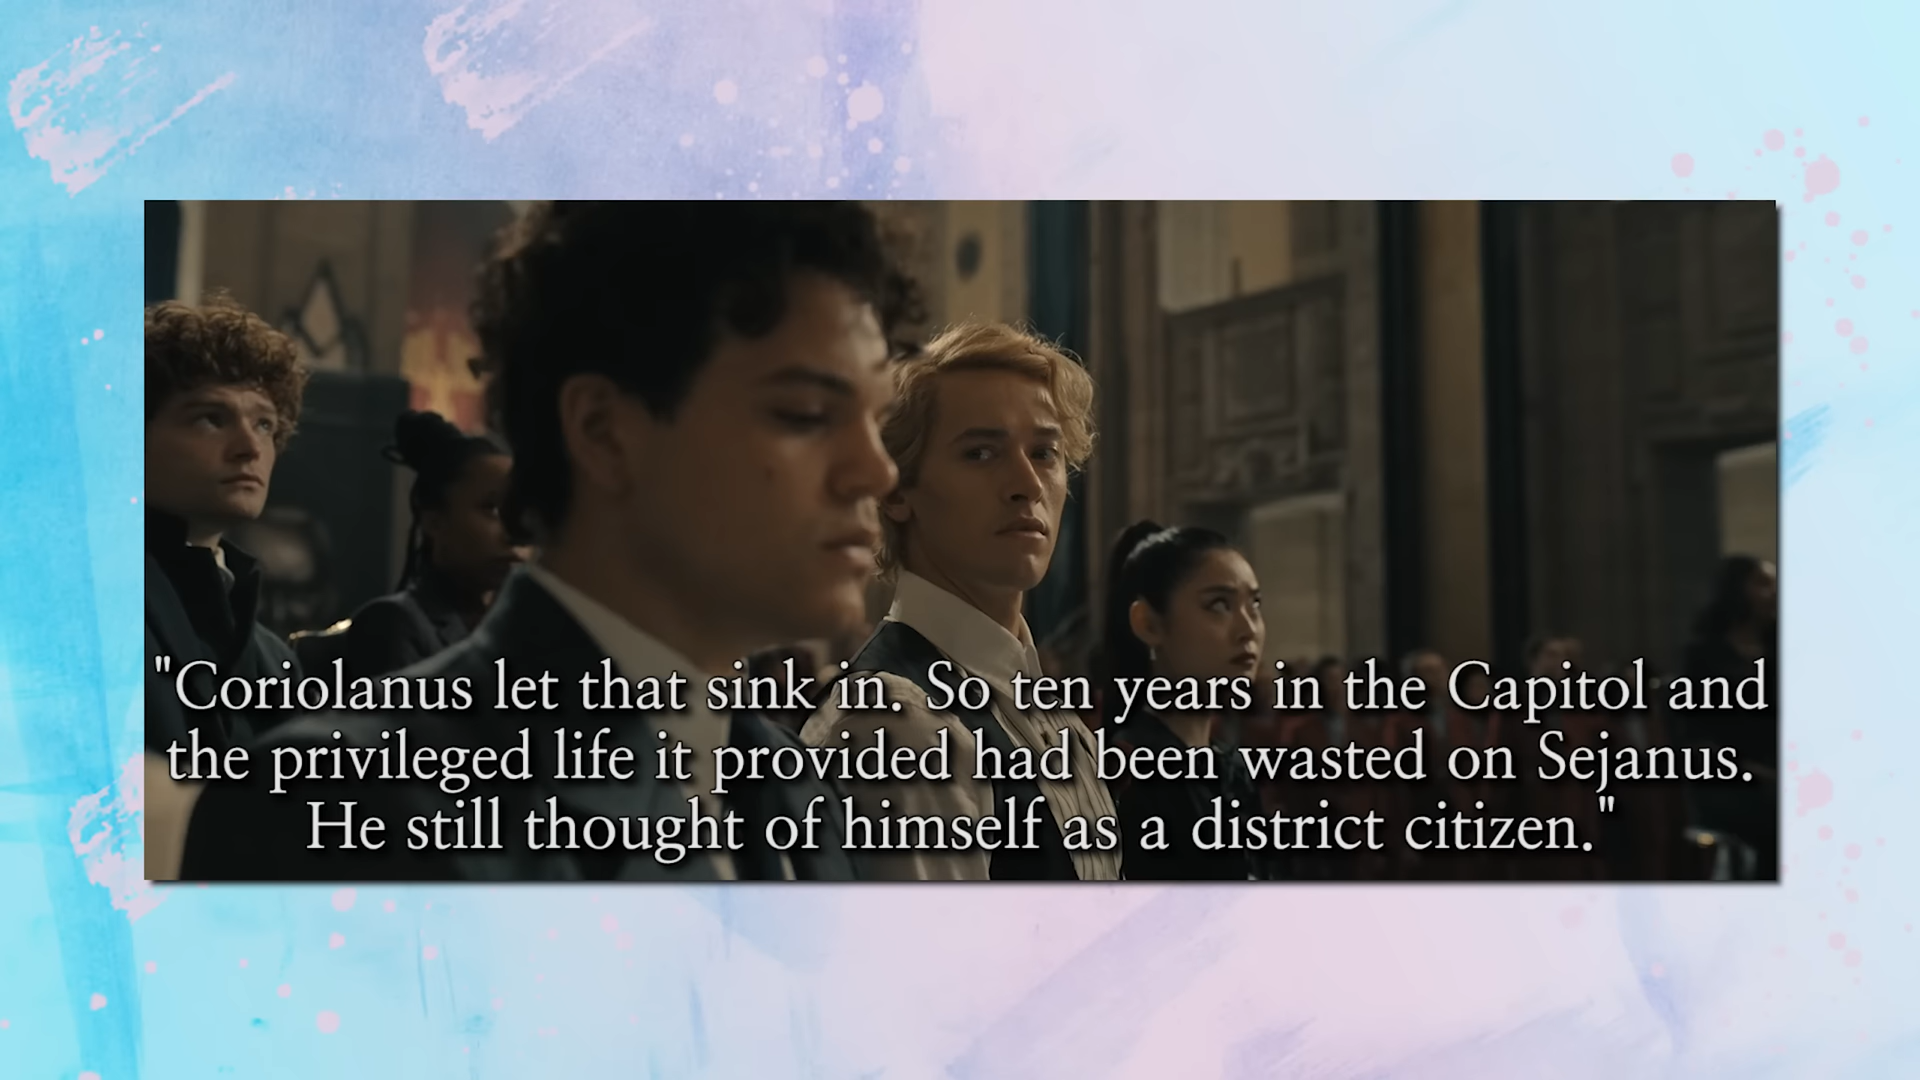 "Coriolanus let that sink in. So ten years in the Capitol and
the privileged life it provided had been wasted on Sejanus.
He still thought of himself as a district citizen."